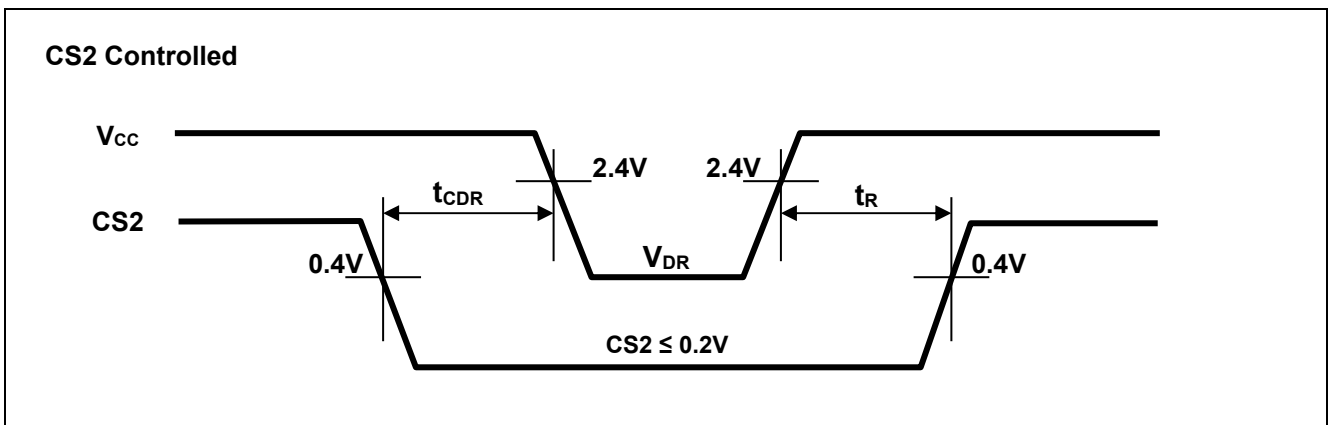 CS2 Controlled
VCC
2.4V 2.4V
tCDR tR
CS2
0.4V VDR 0.4V
CS2 ≤ 0.2V